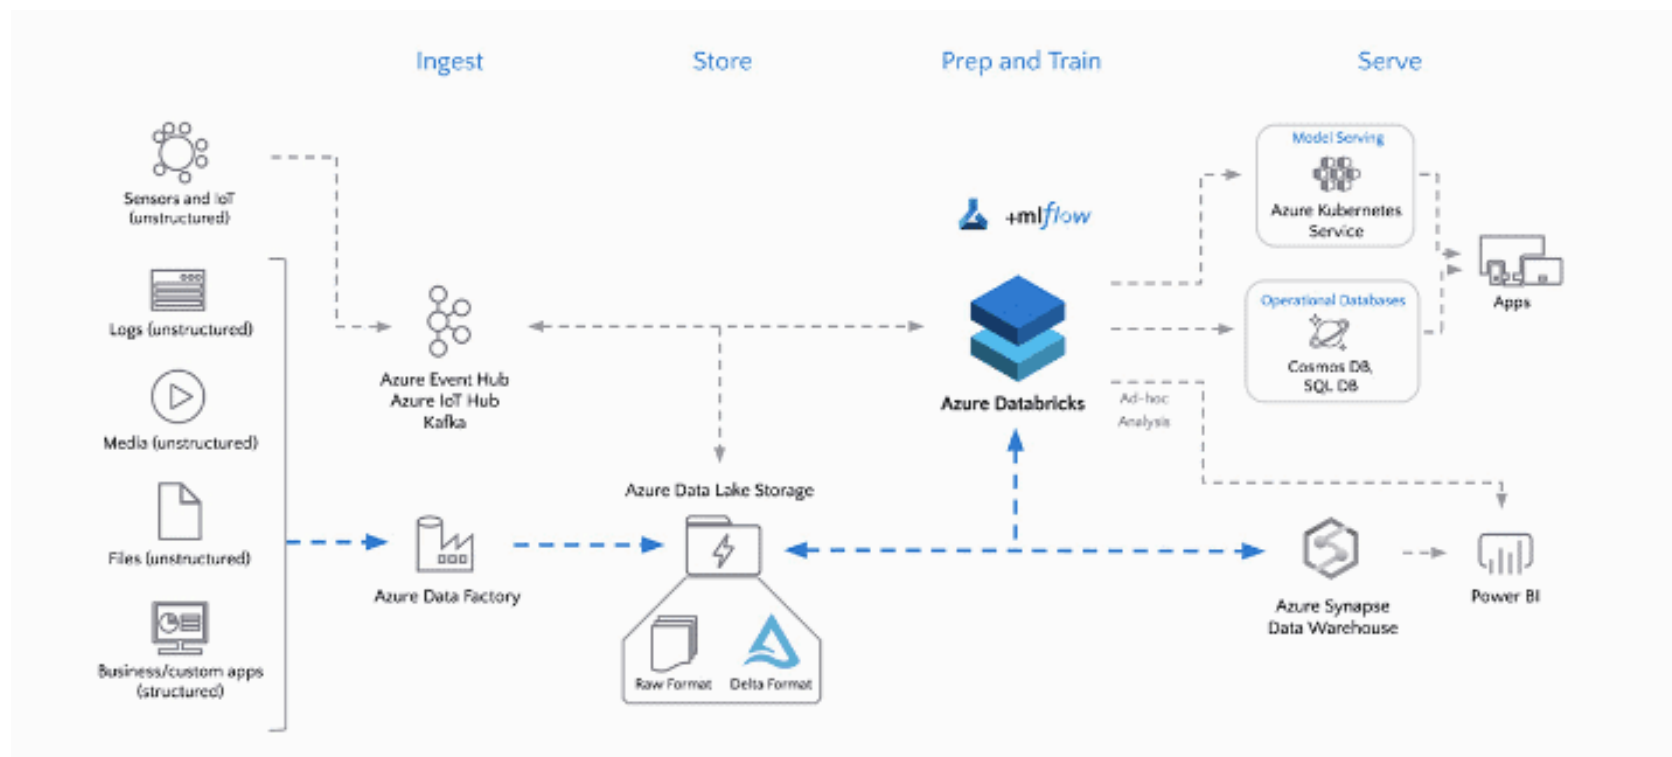 Ingest
Store
Prep and Train
Serve
Sensors and IoT
(unstructured)
Logs (unstructured)
Media (unstructured)
Files (unstructured)
Business/custom apps
(structured)
Azure Event Hub
Azure IoT Hub
Kafka
Azure Data Factory
Azure Data Lake Storage
Raw Format
Delta Format
+mlflow
Azure Databricks
Ad-hoc
Analysis
Model Serving
Azure Kubernetes
Service
Operational Databases
Cosmos DB,
SQL DB
Apps
Azure Synapse
Data Warehouse
Power BI